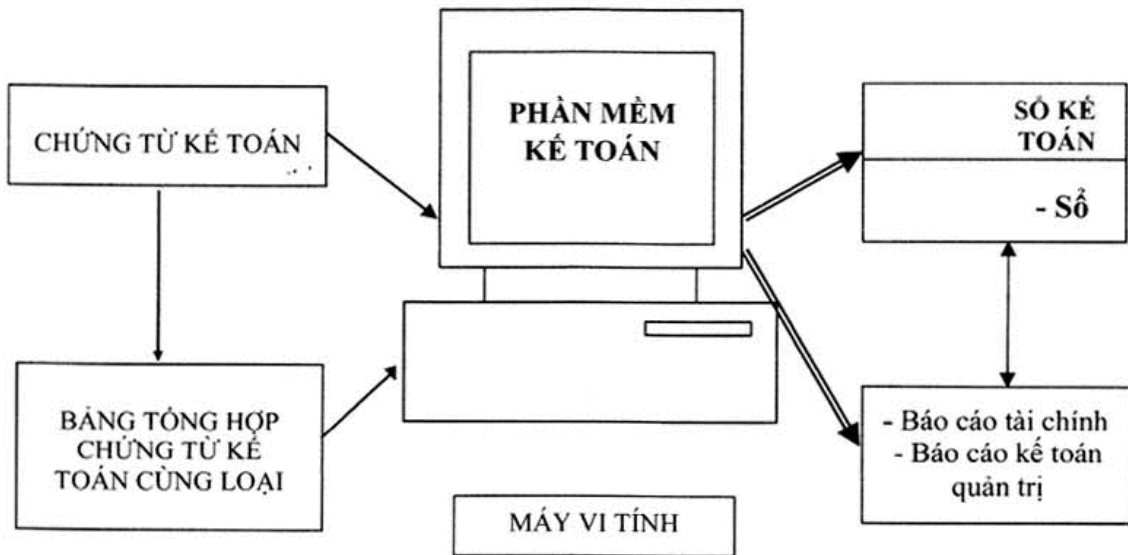 CHỨNG TỪ KẾ TOÁN
PHẦN MỀM
KẾ TOÁN
SỔ KẾ
TOÁN
- Sổ
BẢNG TỔNG HỢP
CHỨNG TỪ KẾ
TOÁN CÙNG LOẠI
- Báo cáo tài chính
- Báo cáo kế toán
quản trị
MÁY VI TÍNH